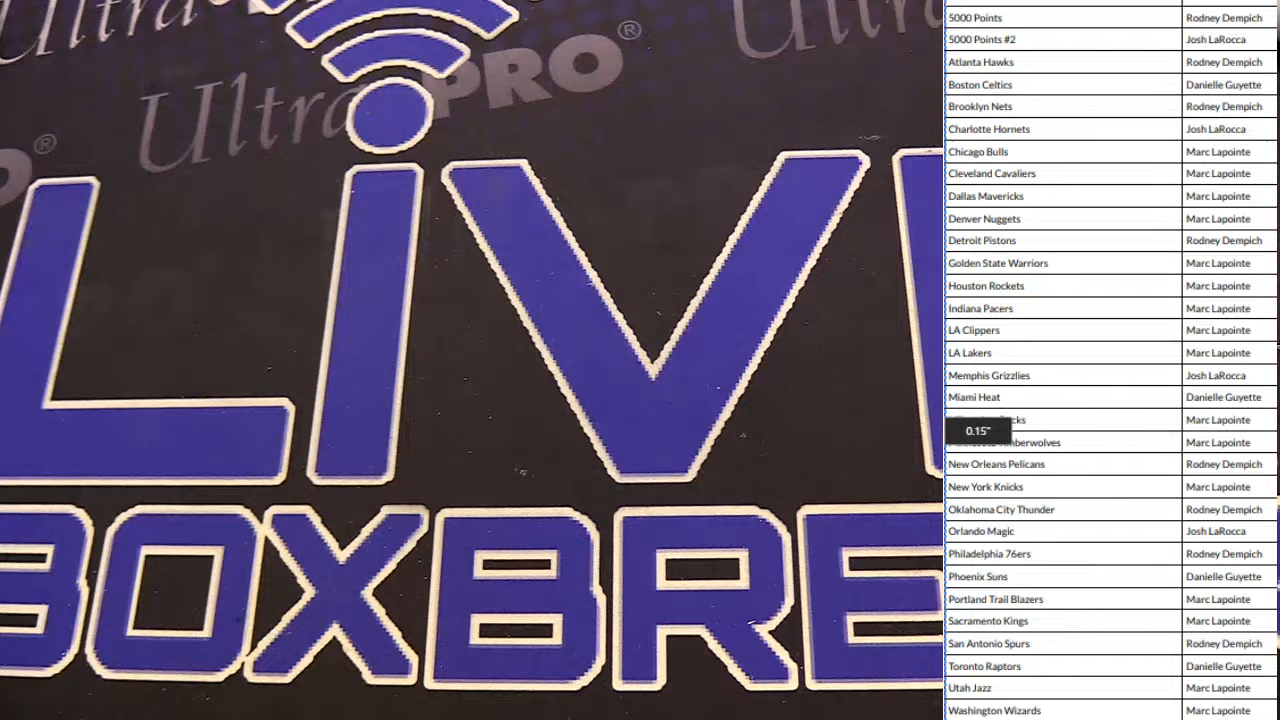 Ultra
Ultra PRO®
Ult
®
O
LiV
BOXBRE
5000 Points Rodney Dempich
5000 Points #2 Josh LaRocca
Atlanta Hawks Rodney Dempich
Boston Celtics Danielle Guyette
Brooklyn Nets Rodney Dempich
Charlotte Hornets Josh LaRocca
Chicago Bulls Marc Lapointe
Cleveland Cavaliers Marc Lapointe
Dallas Mavericks Marc Lapointe
Denver Nuggets Marc Lapointe
Detroit Pistons Rodney Dempich
Golden State Warriors Marc Lapointe
Houston Rockets Marc Lapointe
Indiana Pacers Marc Lapointe
LA Clippers Marc Lapointe
LA Lakers Marc Lapointe
Memphis Grizzlies Josh LaRocca
Miami Heat Danielle Guyette
cks Marc Lapointe
0.15"
berwolves Marc Lapointe
New Orleans Pelicans Rodney Dempich
New York Knicks Marc Lapointe
Oklahoma City Thunder Rodney Dempich
Orlando Magic Josh LaRocca
Philadelphia 76ers Rodney Dempich
Phoenix Suns Danielle Guyette
Portland Trail Blazers Marc Lapointe
Sacramento Kings Marc Lapointe
San Antonio Spurs Rodney Dempich
Toronto Raptors Danielle Guyette
Utah Jazz Marc Lapointe
Washington Wizards Marc Lapointe